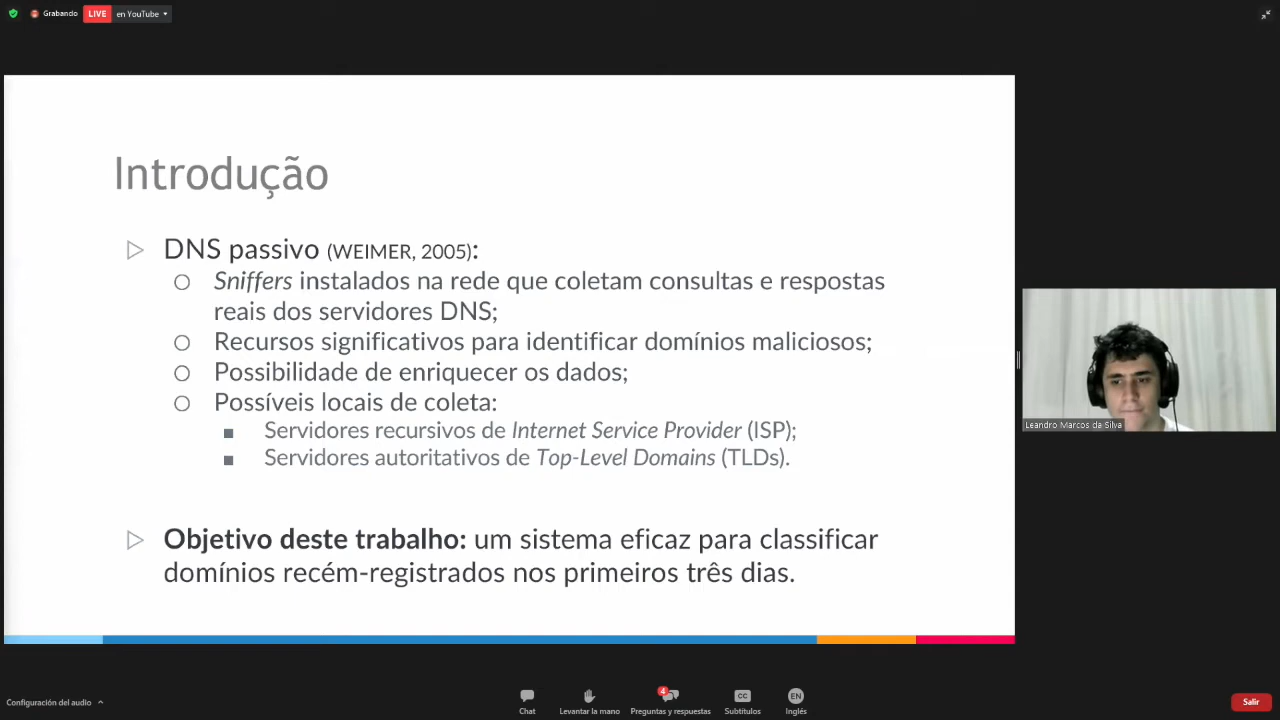 Grabando
LIVE
en YouTube
Introdução
DNS passivo (WEIMER, 2005):
Sniffers instalados na rede que coletam consultas e respostas
reais dos servidores DNS;
Recursos significativos para identificar domínios maliciosos;
Possibilidade de enriquecer os dados;
Possíveis locais de coleta:
Servidores recursivos de Internet Service Provider (ISP);
Servidores autoritativos de Top-Level Domains (TLDs).
Objetivo deste trabalho: um sistema eficaz para classificar
domínios recém-registrados nos primeiros três dias.
Leandro Marcos da Silva
Configuración del audio
Chat
Levantar la mano
4
Preguntas y respuestas
CC
Subtítulos
EN
Inglés
Salir